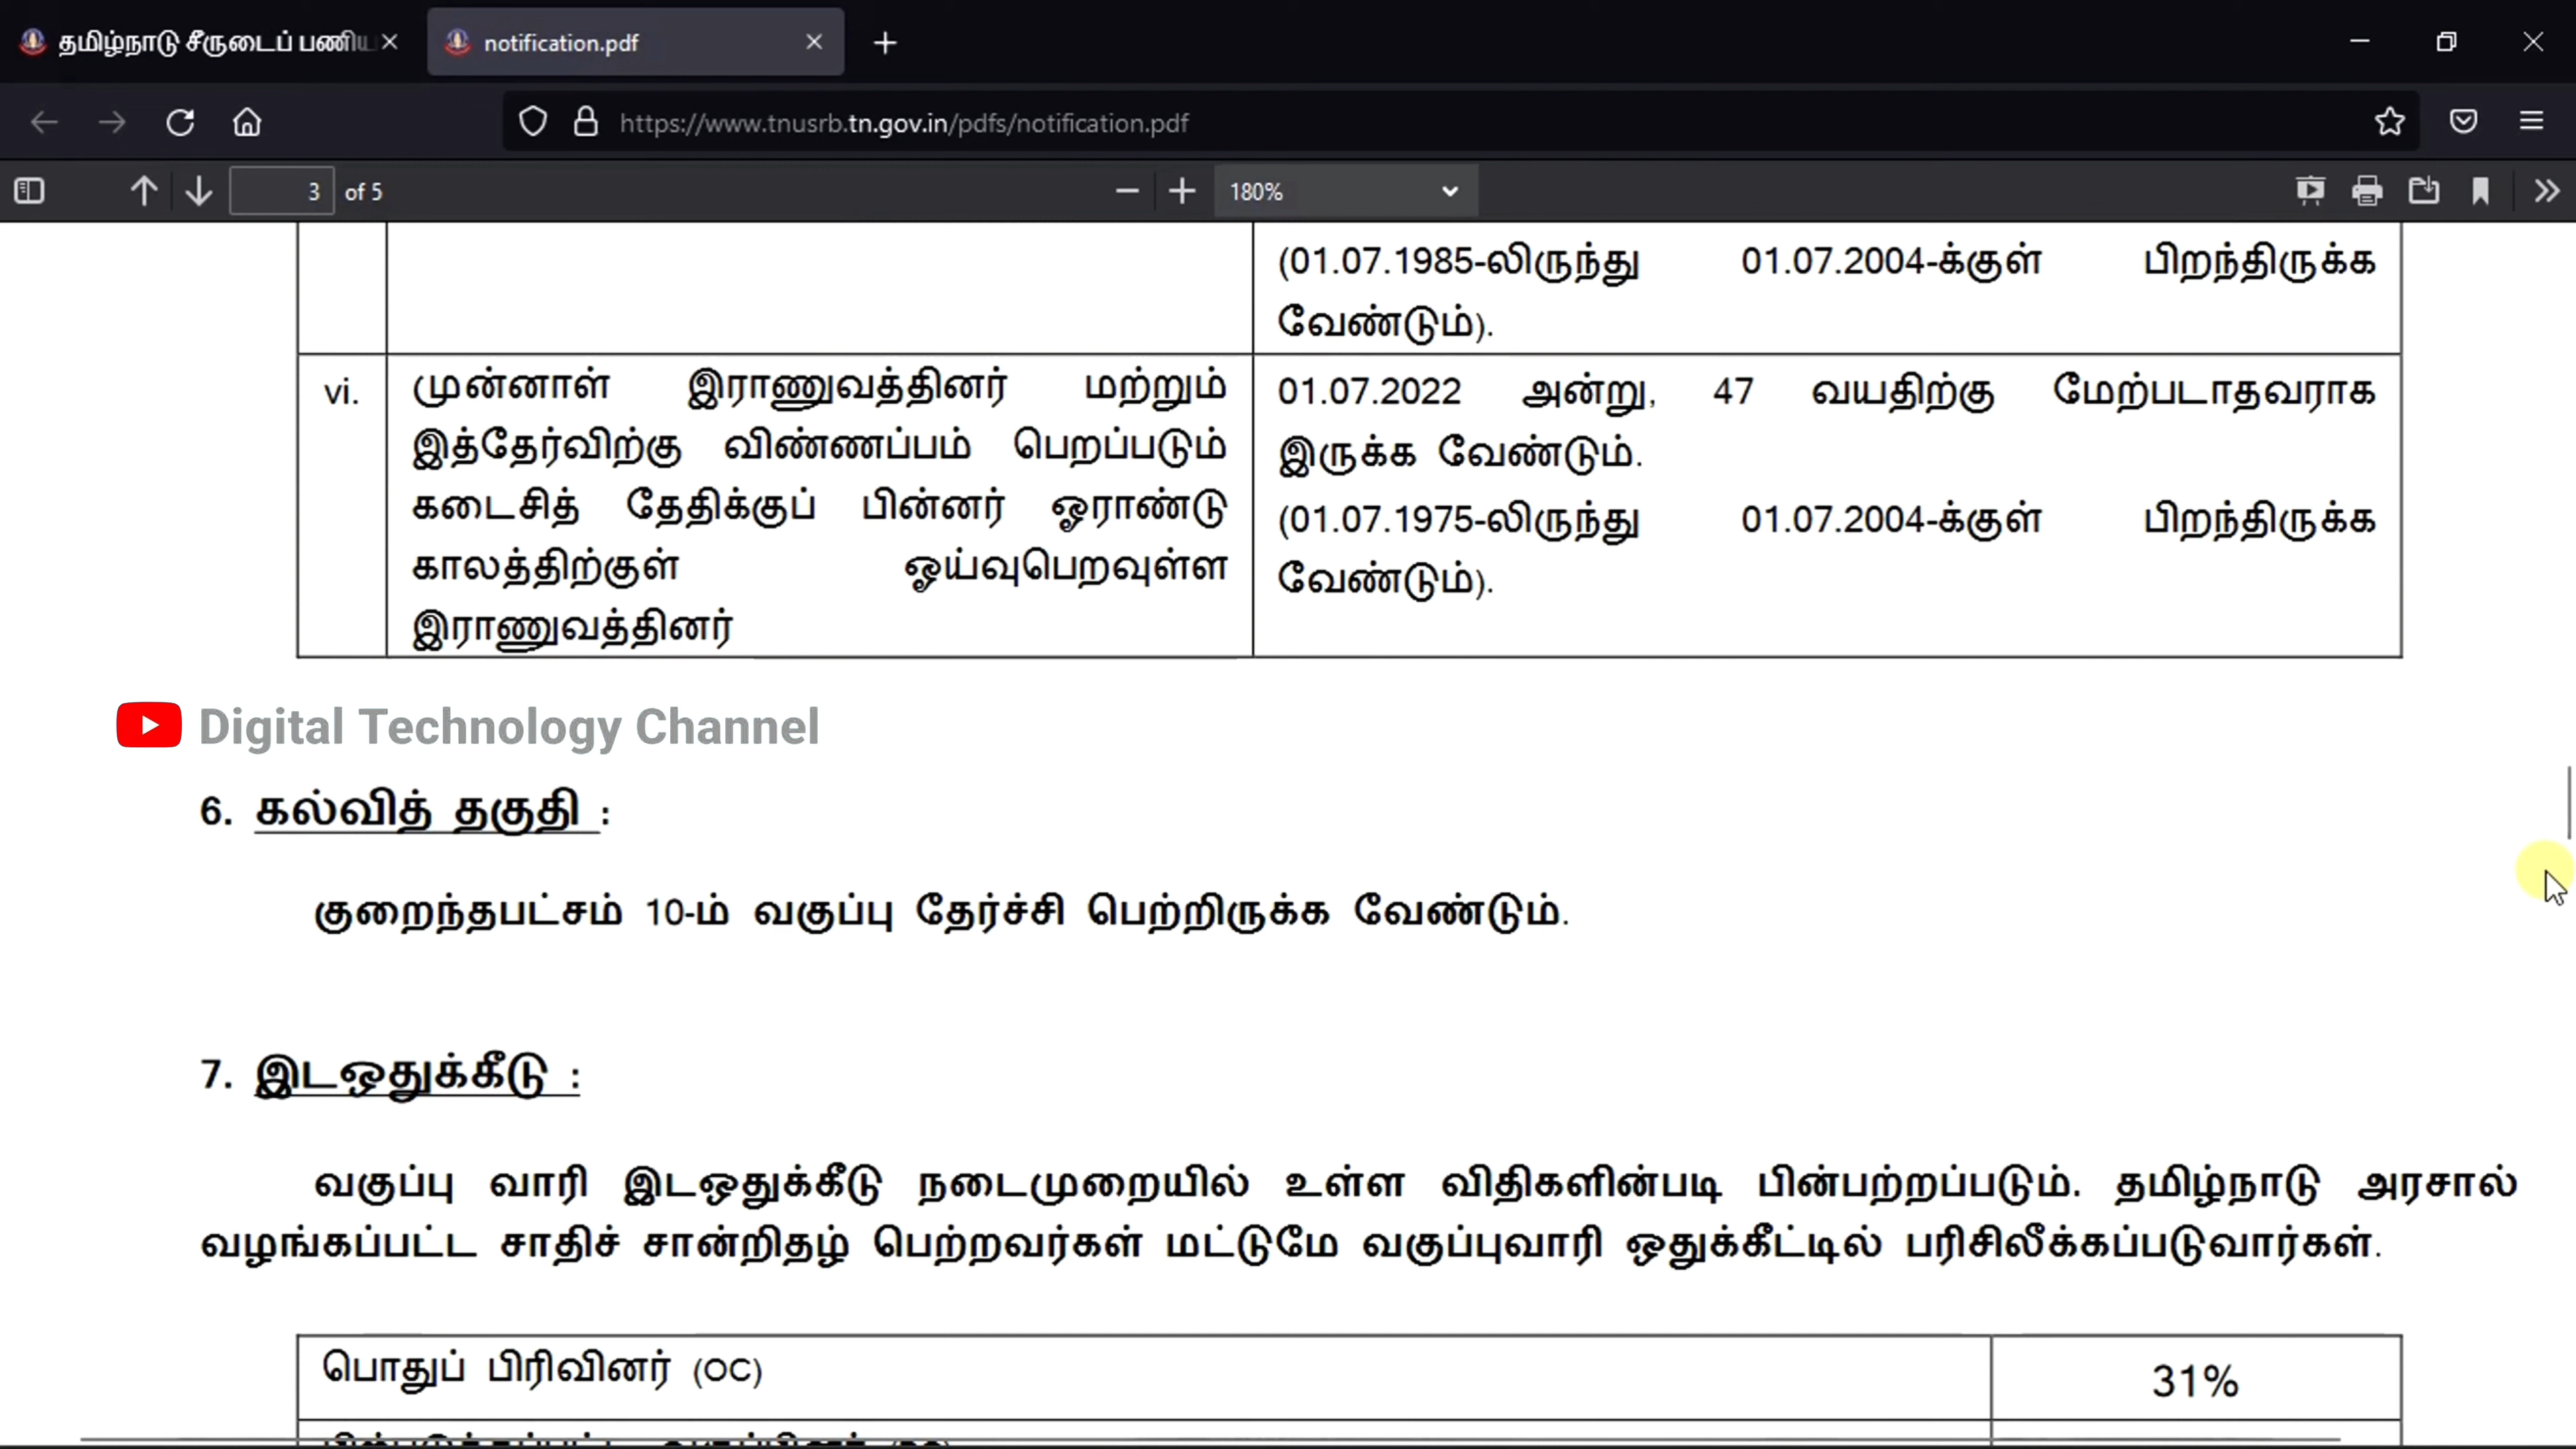 தமிழ்நாடு சீருடைப் பணிய
notification.pdf
https://www.tnusrb.tn.gov.in/pdfs/notification.pdf
3 of 5
180%
(01.07.1985-லிருந்து 01.07.2004-க்குள் பிறந்திருக்க
வேண்டும்).
vi.
முன்னாள் இராணுவத்தினர் மற்றும்
இத்தேர்விற்கு விண்ணப்பம் பெறப்படும்
கடைசித் தேதிக்குப் பின்னர் ஓராண்டு
காலத்திற்குள் ஓய்வுபெறவுள்ள
இராணுவத்தினர்
01.07.2022 அன்று, 47 வயதிற்கு மேற்படாதவராக
இருக்க வேண்டும்.
(01.07.1975-லிருந்து 01.07.2004-க்குள் பிறந்திருக்க
வேண்டும்).
Digital Technology Channel
6. கல்வித் தகுதி :
குறைந்தபட்சம் 10-ம் வகுப்பு தேர்ச்சி பெற்றிருக்க வேண்டும்.
7. இடஒதுக்கீடு :
வகுப்பு வாரி இடஒதுக்கீடு நடைமுறையில் உள்ள விதிகளின்படி பின்பற்றப்படும். தமிழ்நாடு அரசால்
வழங்கப்பட்ட சாதிச் சான்றிதழ் பெற்றவர்கள் மட்டுமே வகுப்புவாரி ஒதுக்கீட்டில் பரிசிலீக்கப்படுவார்கள்.
பொதுப் பிரிவினர் (OC)
31%